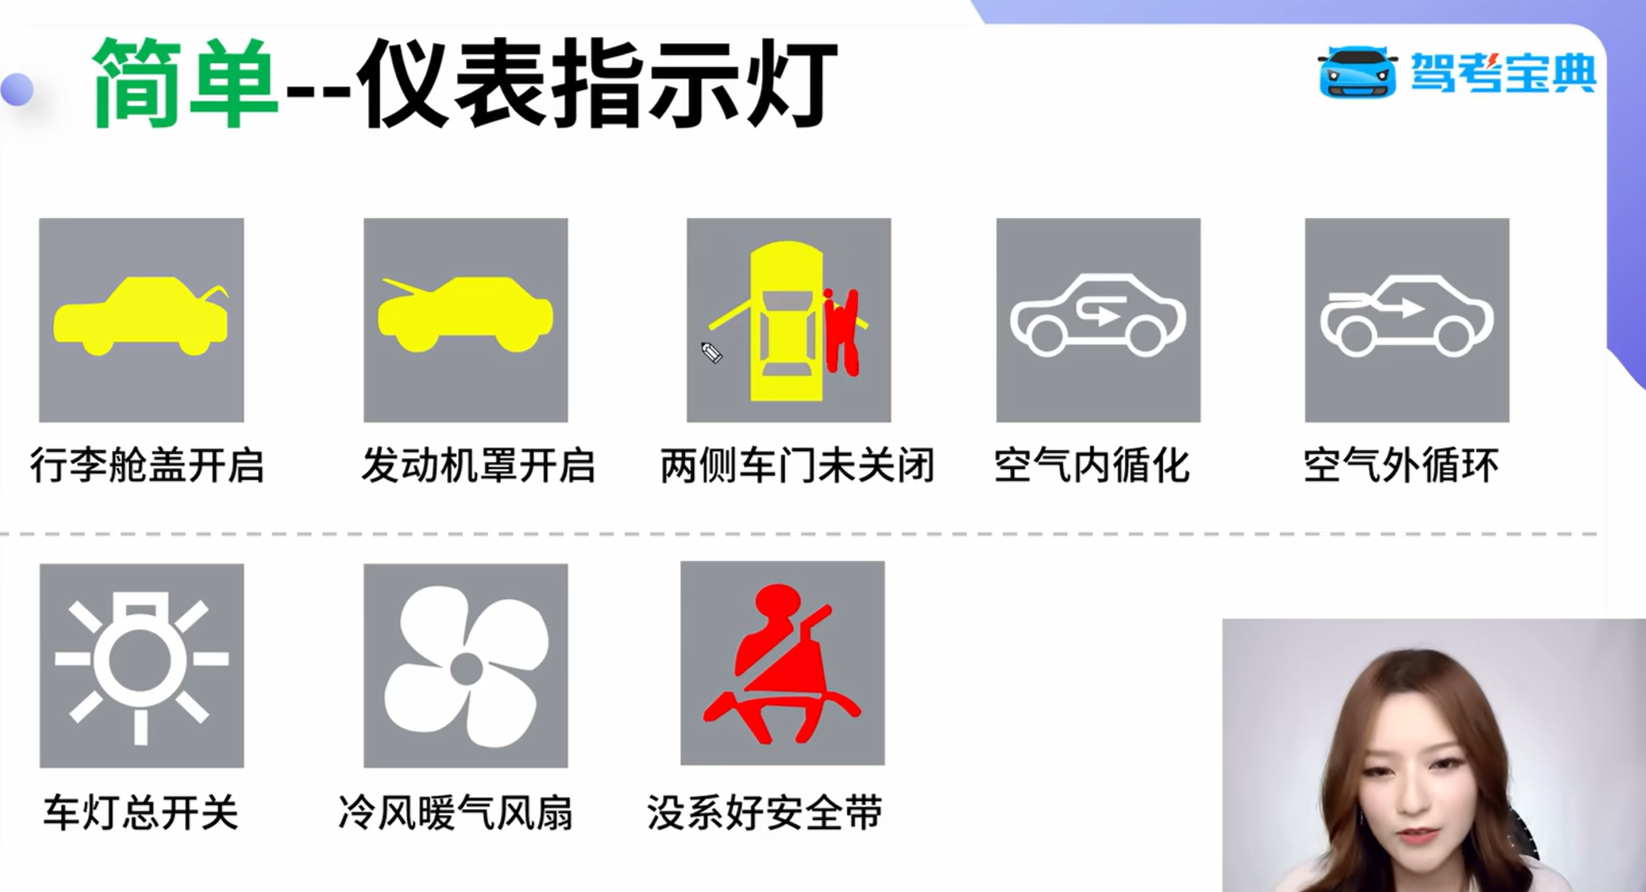 简单--仪表指示灯
驾考宝典
行李舱盖开启
发动机罩开启
两侧车门未关闭
空气内循化
空气外循环
车灯总开关
冷风暖气风扇
没系好安全带